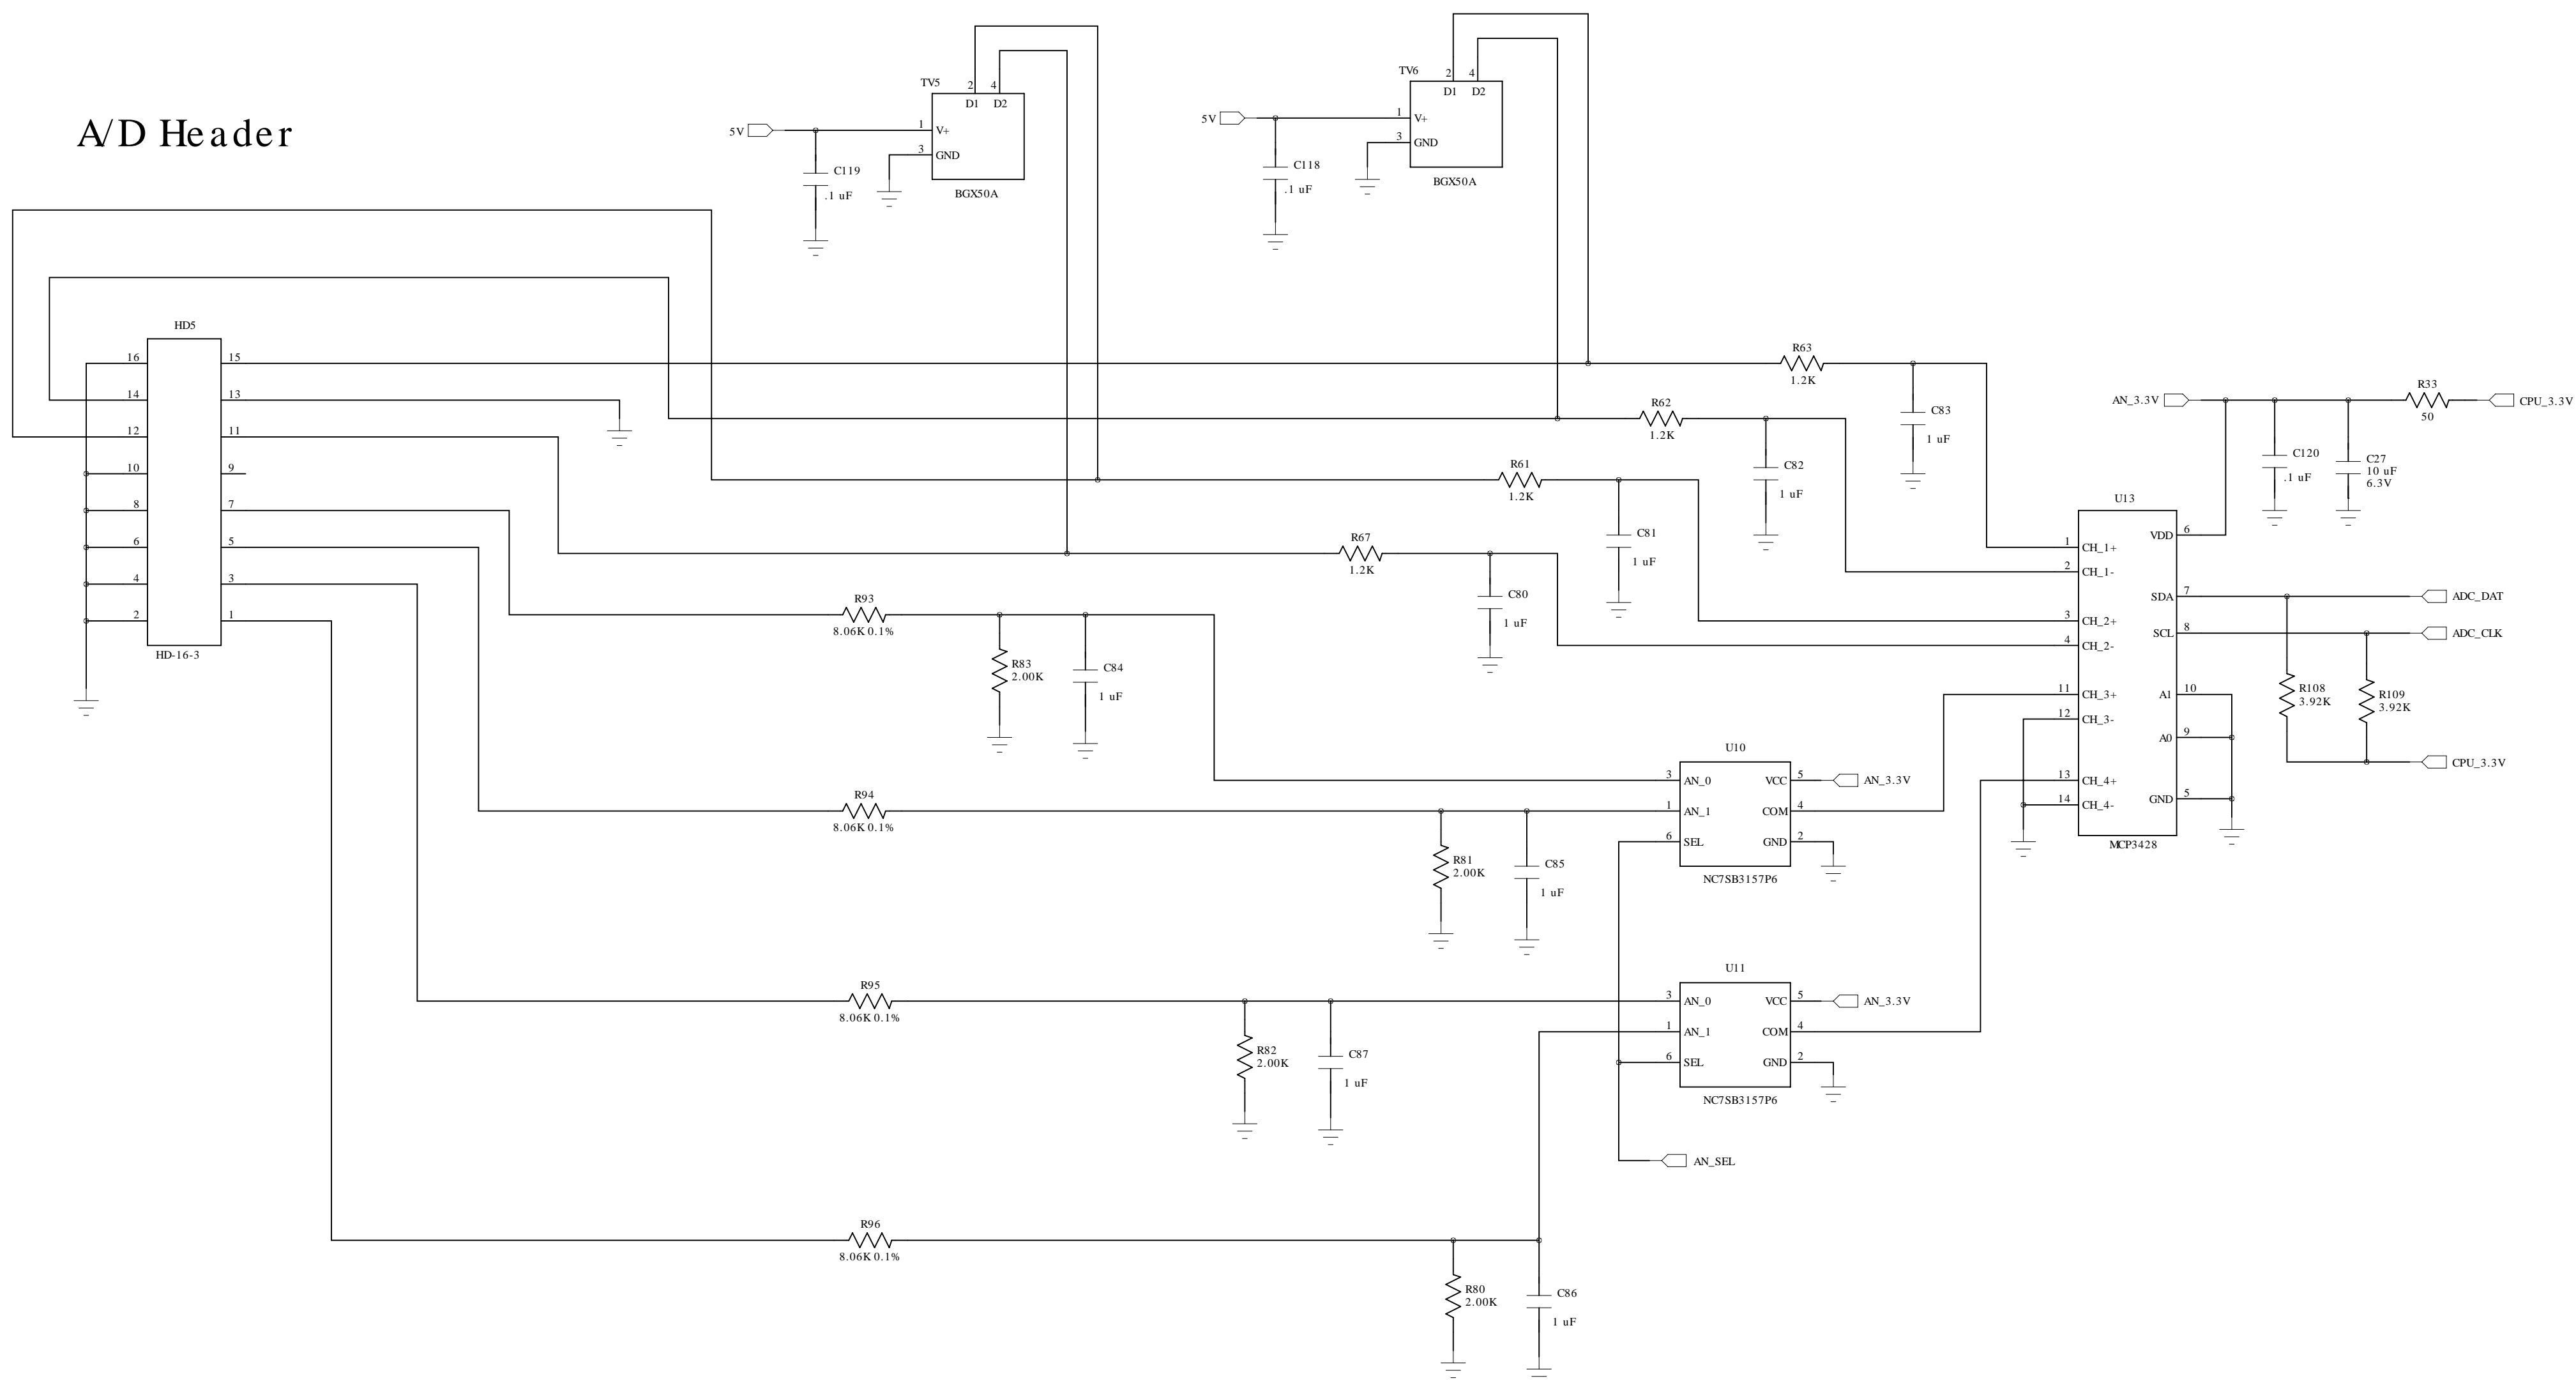 A/D Header
TV5
2 4
D1 D2
5V
1 V+
3 GND
C119
.1 uF
BGX50A
TV6
2 4
D1 D2
5V
1 V+
3 GND
C118
.1 uF
BGX50A
HD5
16 15
14 13
12 11
10 9
8 7
6 5
4 3
2 1
HD-16-3
R63
1.2K
C83
1 uF
R62
1.2K
C82
1 uF
R61
1.2K
C81
1 uF
R67
1.2K
C80
1 uF
R93
8.06K 0.1%
R83
2.00K
C84
1 uF
R94
8.06K 0.1%
R81
2.00K
C85
1 uF
R95
8.06K 0.1%
R82
2.00K
C87
1 uF
R96
8.06K 0.1%
R80
2.00K
C86
1 uF
U10
3 AN_0 VCC 5 AN_3.3V
1 AN_1 COM 4
6 SEL GND 2
NC7SB3157P6
U11
3 AN_0 VCC 5 AN_3.3V
1 AN_1 COM 4
6 SEL GND 2
NC7SB3157P6
AN_SEL
AN_3.3V
R33
50
CPU_3.3V
C120
.1 uF
C27
10 uF
6.3V
U13
VDD 6
1 CH_1+
2 CH_1-
SDA 7 ADC_DAT
3 CH_2+
SCL 8 ADC_CLK
4 CH_2-
11 CH_3+ A1 10
12 CH_3-
A0 9
13 CH_4+
14 CH_4- GND 5
MCP3428
R108
3.92K
R109
3.92K
CPU_3.3V